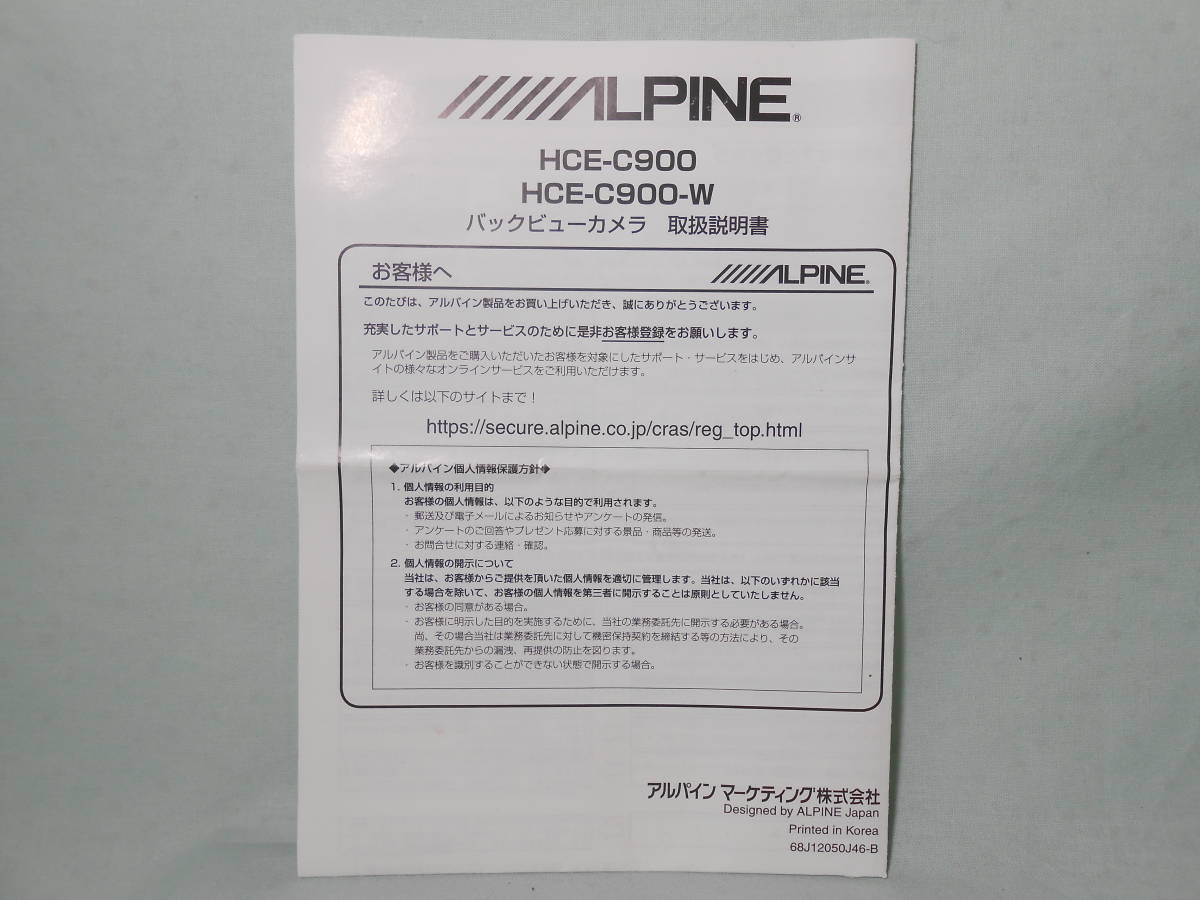 ALPINE®
HCE-C900
HCE-C900-W
バックビューカメラ 取扱説明書
お客様へ
ALPINE®
このたびは、アルパイン製品をお買い上げいただき、誠にありがとうございます。
充実したサポートとサービスのために是非お客様登録をお願いします。
アルパイン製品をご購入いただいたお客様を対象にしたサポート・サービスをはじめ、アルパインサ
イトの様々なオンラインサービスをご利用いただけます。
詳しくは以下のサイトまで！
https://secure.alpine.co.jp/cras/reg_top.html
◆アルパイン個人情報保護方針◆
1. 個人情報の利用目的
お客様の個人情報は、以下のような目的で利用されます。
・ 郵送及び電子メールによるお知らせやアンケートの発信。
・ アンケートのご回答やプレゼント応募に対する景品・商品等の発送。
・ お問合せに対する連絡・確認。
2. 個人情報の開示について
当社は、お客様からご提供を頂いた個人情報を適切に管理します。当社は、以下のいずれかに該当
する場合を除いて、お客様の個人情報を第三者に開示することは原則としていたしません。
・ お客様の同意がある場合。
・ お客様に明示した目的を実施するために、当社の業務委託先に開示する必要がある場合。
尚、その場合当社は業務委託先に対して機密保持契約を締結する等の方法により、その
業務委託先からの漏洩、再提供の防止を図ります。
・ お客様を識別することができない状態で開示する場合。
アルパイン マーケティング株式会社
Designed by ALPINE Japan
Printed in Korea
68J12050J46-B